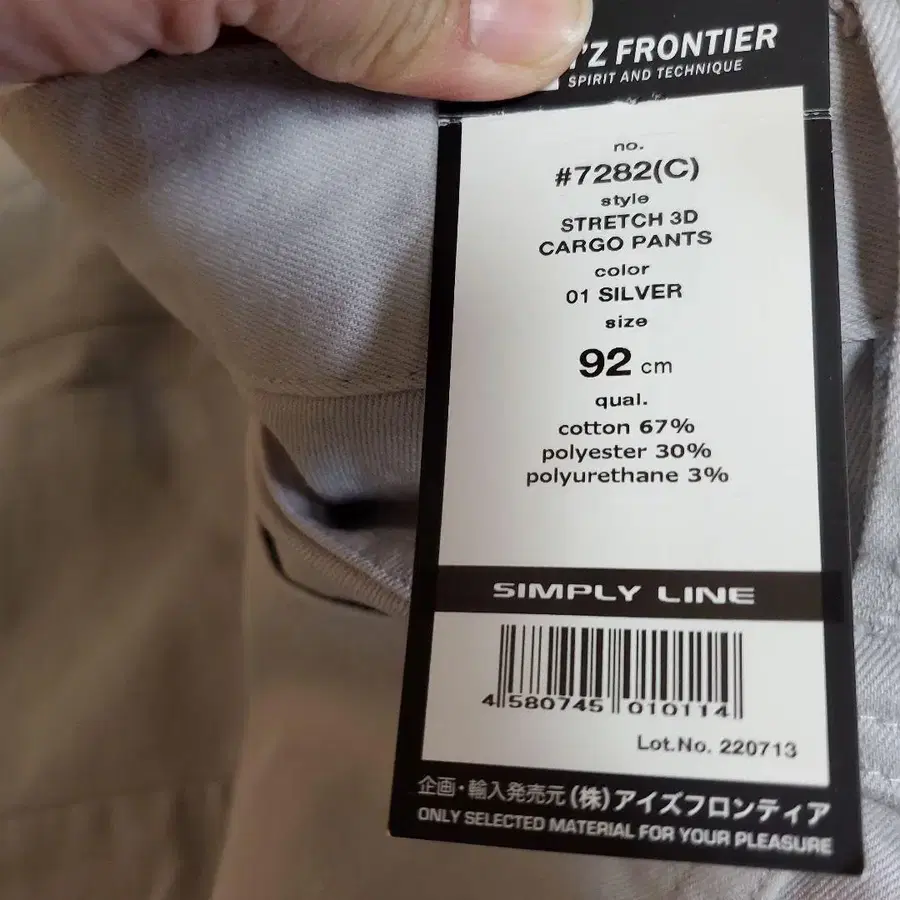 'Z FRONTIER
SPIRIT AND TECHNIQUE
no.
#7282(C)
style
STRETCH 3D
CARGO PANTS
color
01 SILVER
size
92 cm
qual.
cotton 67%
polyester 30%
polyurethane 3%
SIMPLY LINE
4 580745 010114
Lot.No. 220713
企画・輸入発売元(株)アイズフロンティア
ONLY SELECTED MATERIAL FOR YOUR PLEASURE